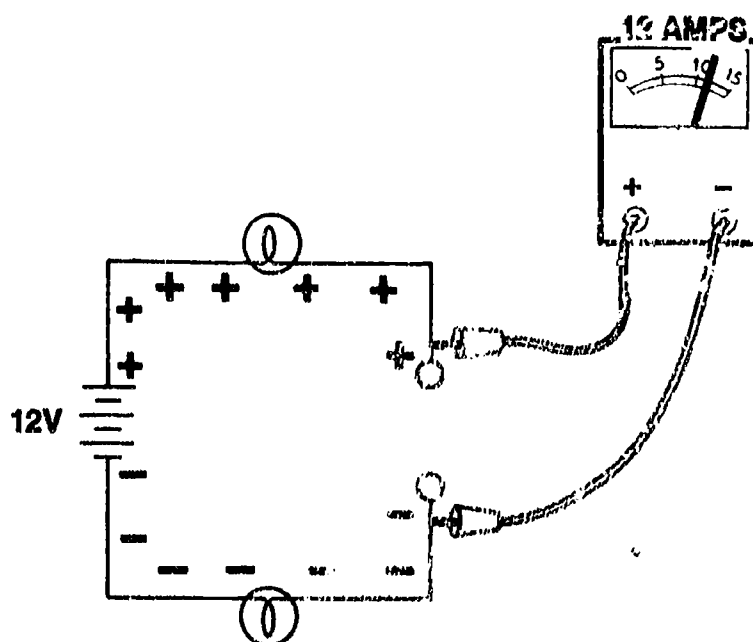 12 AMPS.
0 5 10 15
+ -
+ + + + + +
12V
- - - - - -